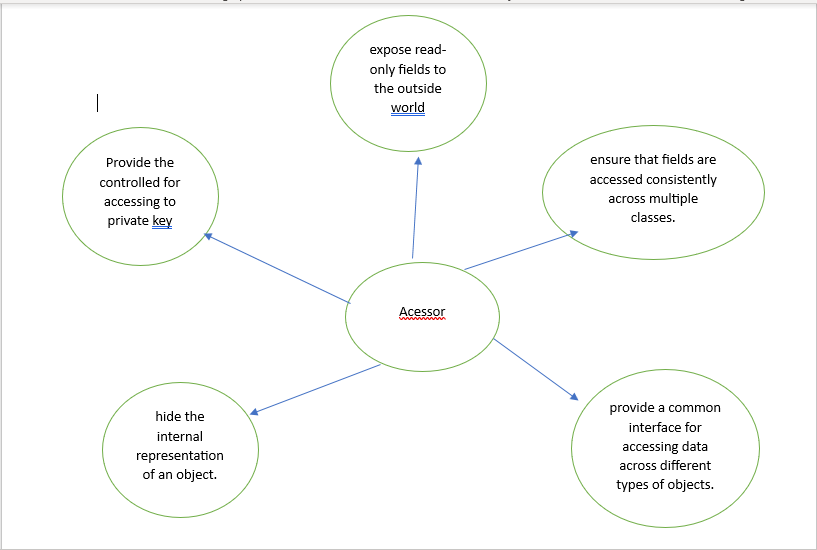 expose read-
only fields to
the outside
world
Provide the
controlled for
accessing to
private key
ensure that fields are
accessed consistently
across multiple
classes.
Acessor
hide the
internal
representation
of an object.
provide a common
interface for
accessing data
across different
types of objects.